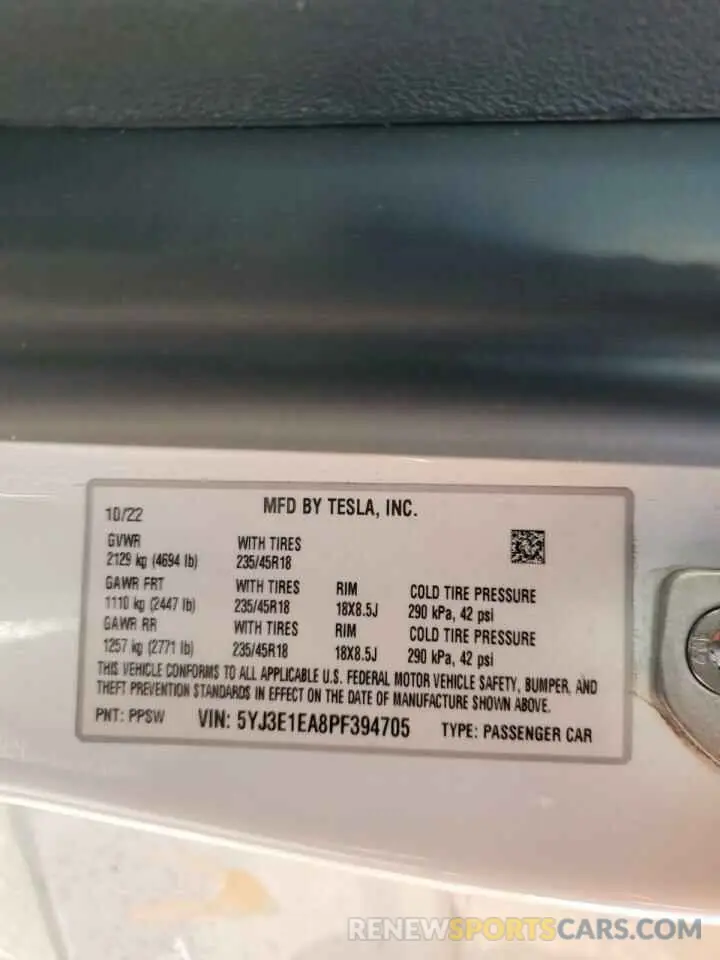 10/22 MFD BY TESLA, INC.
GVWR WITH TIRES
2129 kg (4694 lb) 235/45R18
GAWR FRT WITH TIRES RIM COLD TIRE PRESSURE
1110 kg (2447 lb) 235/45R18 18X8.5J 290 kPa, 42 psi
GAWR RR WITH TIRES RIM COLD TIRE PRESSURE
1257 kg (2771 lb) 235/45R18 18X8.5J 290 kPa, 42 psi
THIS VEHICLE CONFORMS TO ALL APPLICABLE U.S. FEDERAL MOTOR VEHICLE SAFETY, BUMPER, AND
THEFT PREVENTION STANDARDS IN EFFECT ON THE DATE OF MANUFACTURE SHOWN ABOVE.
PNT: PPSW VIN: 5YJ3E1EA8PF394705 TYPE: PASSENGER CAR
RENEWSPORTSCARS.COM